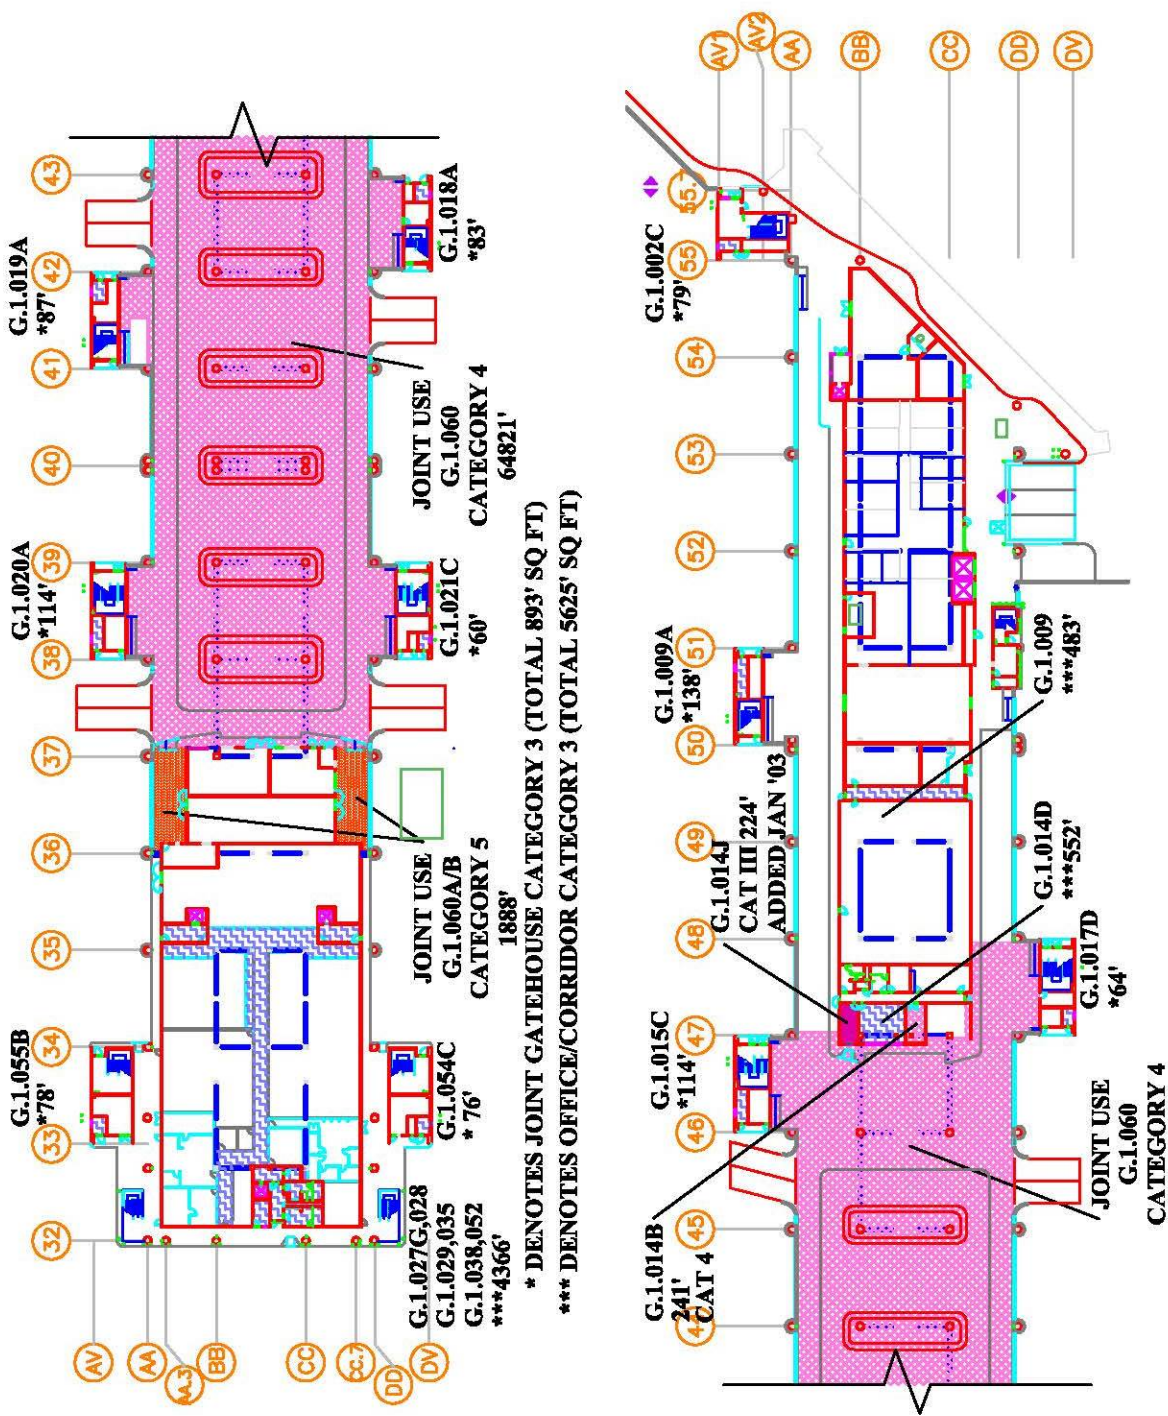 43
42
41
40
39
38
37
36
35
34
33
32
AV
AA
AA.3
BB
CC
CC.7
DD
DV
G.1.019A
*87'
G.1.018A
*83'
G.1.020A
*114'
G.1.021C
*60'
JOINT USE
G.1.060
CATEGORY 4
64821'
JOINT USE
G.1.060A/B
CATEGORY 5
1888'
G.1.055B
*78'
G.1.054C
* 76'
G.1.027G,028
G.1.029,035
G.1.038,052
***4366'
* DENOTES JOINT GATEHOUSE CATEGORY 3 (TOTAL 893' SQ FT)
*** DENOTES OFFICE/CORRIDOR CATEGORY 3 (TOTAL 5625' SQ FT)
AV1
AV2
AA
BB
CC
DD
DV
55
54
53
52
51
50
49
48
47
46
45
G.1.002C
*79'
G.1.009A
*138'
G.1.009
***483'
G.1.014J
CAT III 224'
ADDED JAN '03
G.1.014D
***552'
G.1.017D
*64'
G.1.015C
*114'
G.1.014B
241'
CAT 4
JOINT USE
G.1.060
CATEGORY 4